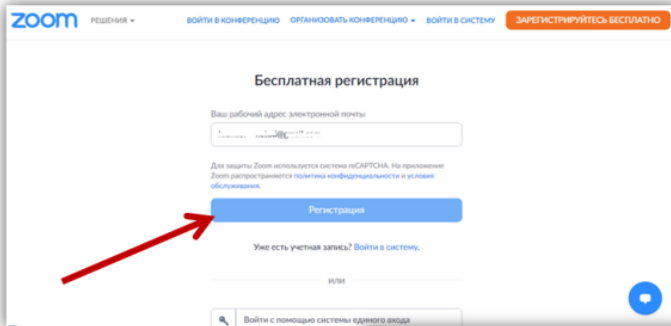 zoom РЕШЕНИЯ ВОЙТИ В КОНФЕРЕНЦИЮ ОРГАНИЗОВАТЬ КОНФЕРЕНЦИЮ ВОЙТИ В СИСТЕМУ ЗАРЕГИСТРИРУЙТЕСЬ БЕСПЛАТНО
Бесплатная регистрация
Ваш рабочий адрес электронной почты
Для защиты Zoom используется система reCAPTCHA. На приложение
Zoom распространяются политика конфиденциальности и условия
обслуживания.
Регистрация
Уже есть учетная запись? Войти в систему.
или
Войти с помощью системы единого входа